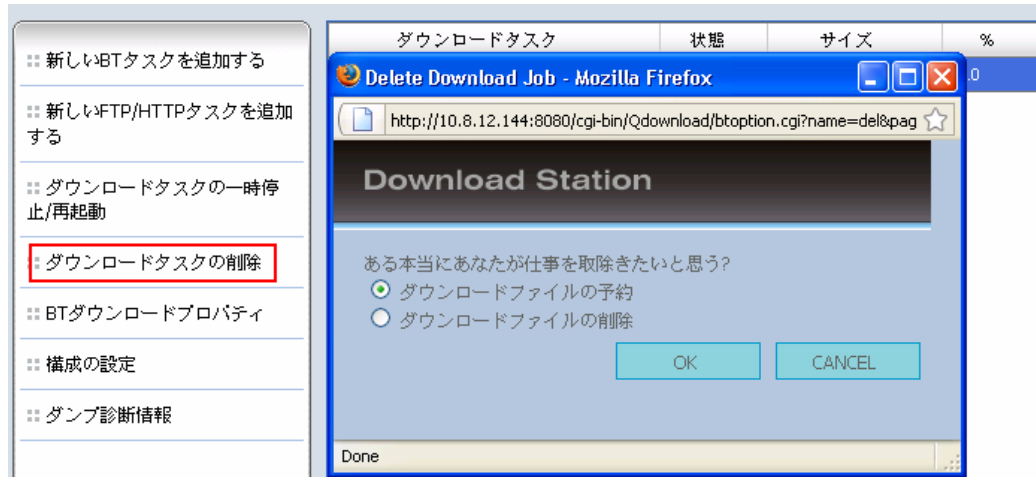 新しいBTタスクを追加する
新しいFTP/HTTPタスクを追加
する
ダウンロードタスクの一時停
止/再起動
ダウンロードタスクの削除
BTダウンロードプロパティ
構成の設定
ダンプ診断情報
ダウンロードタスク 状態 サイズ %
.0
Delete Download Job - Mozilla Firefox
http://10.8.12.144:8080/cgi-bin/Qdownload/btoption.cgi?name=del&pag
Download Station
ある本当にあなたが仕事を取除きたいと思う?
ダウンロードファイルの予約
ダウンロードファイルの削除
OK CANCEL
Done